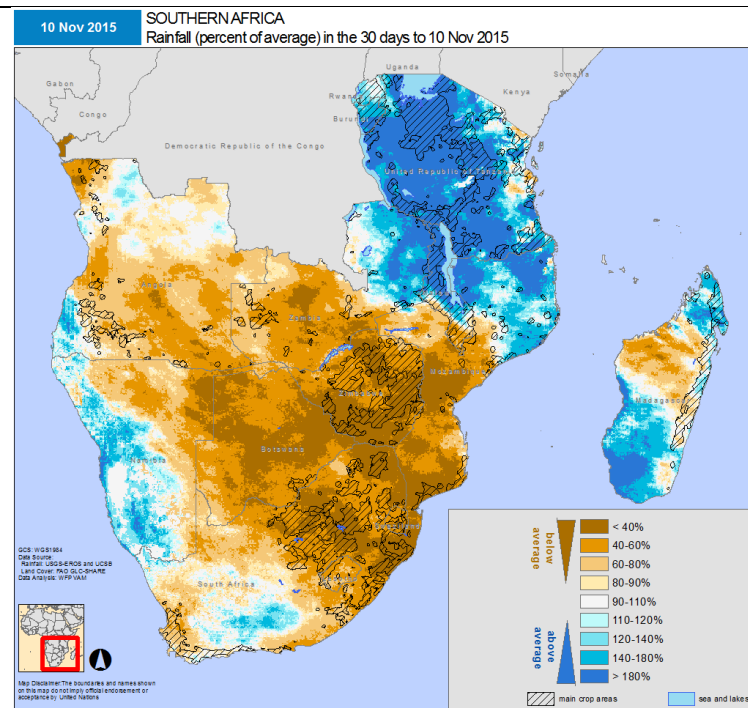 10 Nov 2015
SOUTHERN AFRICA
Rainfall (percent of average) in the 30 days to 10 Nov 2015
Uganda
Somalia
Gabon
Kenya
Congo
Burundi
Democratic Republic of the Congo
United Republic of Tanzania
Angola
Zambia
Mozambique
Zimbabwe
Madagascar
Botswana
Namibia
South Africa
GCS: WGS1984
Data Source:
Rainfall: USGS-EROS and UCSB
Land Cover: FAO GLC-SHARE
Data Analysis: WFP VAM
below average
< 40%
40-60%
60-80%
80-90%
90-110%
110-120%
120-140%
140-180%
> 180%
above average
main crop areas
sea and lakes
Map Disclaimer:The boundaries and names shown
on this map do not imply official endorsement or
acceptance by United Nations